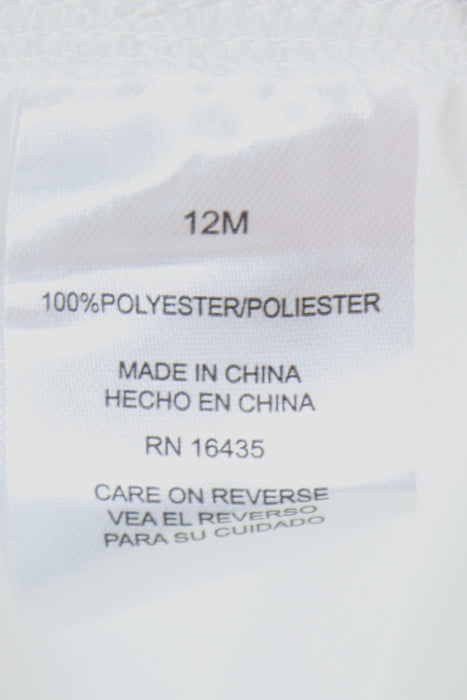 12M
100%POLYESTER/POLIESTER
MADE IN CHINA
HECHO EN CHINA
RN 16435
CARE ON REVERSE
VEA EL REVERSO
PARA SU CUIDADO